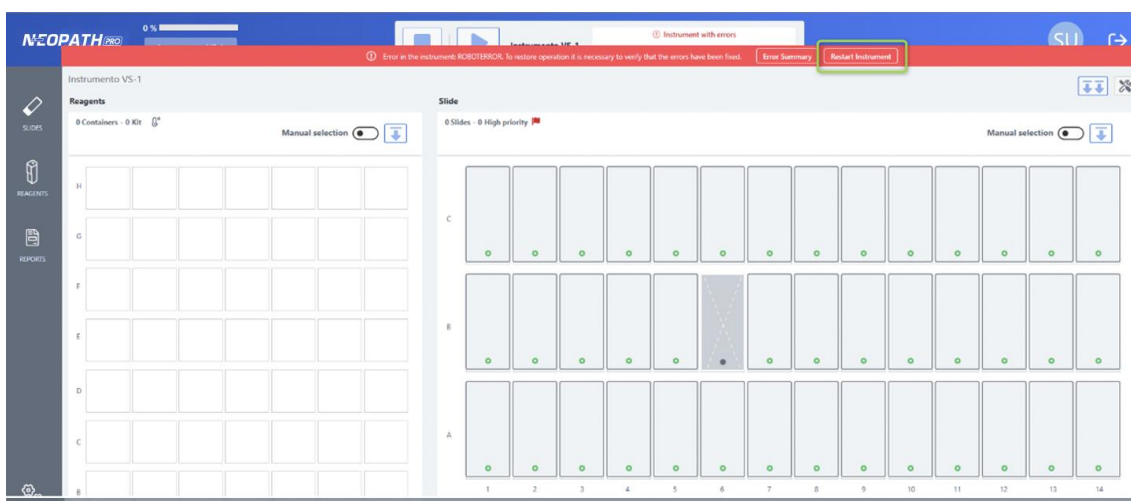 NEOPATH PRO
0 %
SU
Instrument with errors
Error in the instrument: ROBOTERROR. To restore operation it is necessary to verify that the errors have been fixed.
Error Summary
Restart Instrument
Instrumento VS-1
SLIDES
REAGENTS
REPORTS
Reagents
0 Containers - 0 Kit
Manual selection
H
G
F
E
D
C
B
Slide
0 Slides - 0 High priority
Manual selection
C
B
A
1 2 3 4 5 6 7 8 9 10 11 12 13 14